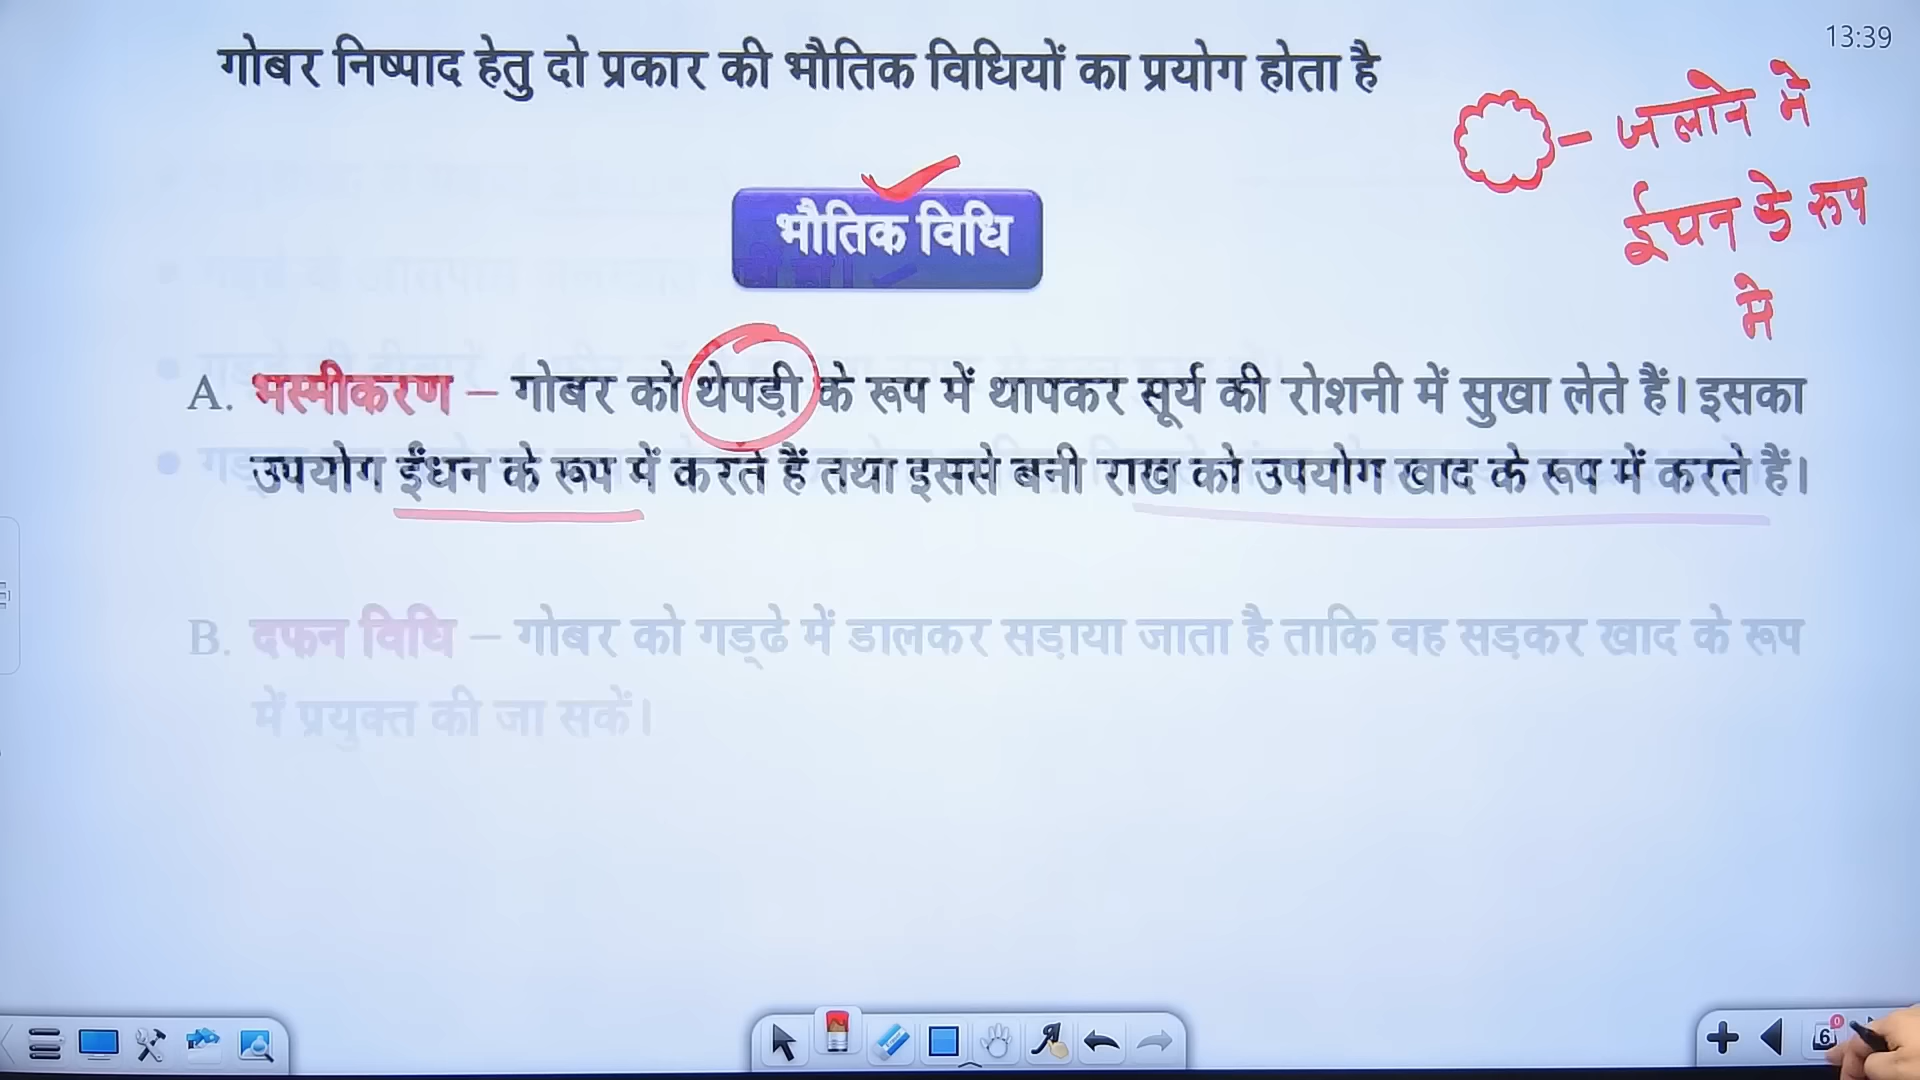 13:39
गोबर निष्पाद हेतु दो प्रकार की भौतिक विधियों का प्रयोग होता है
जलाने में
ईंधन के रूप
में
भौतिक विधि
A. भस्मीकरण – गोबर को थेपड़ी के रूप में थापकर सूर्य की रोशनी में सुखा लेते हैं। इसका
उपयोग ईंधन के रूप में करते हैं तथा इससे बनी राख को उपयोग खाद के रूप में करते हैं।
B. दफन विधि – गोबर को गड्ढे में डालकर सड़ाया जाता है ताकि वह सड़कर खाद के रूप
में प्रयुक्त की जा सकें।
6